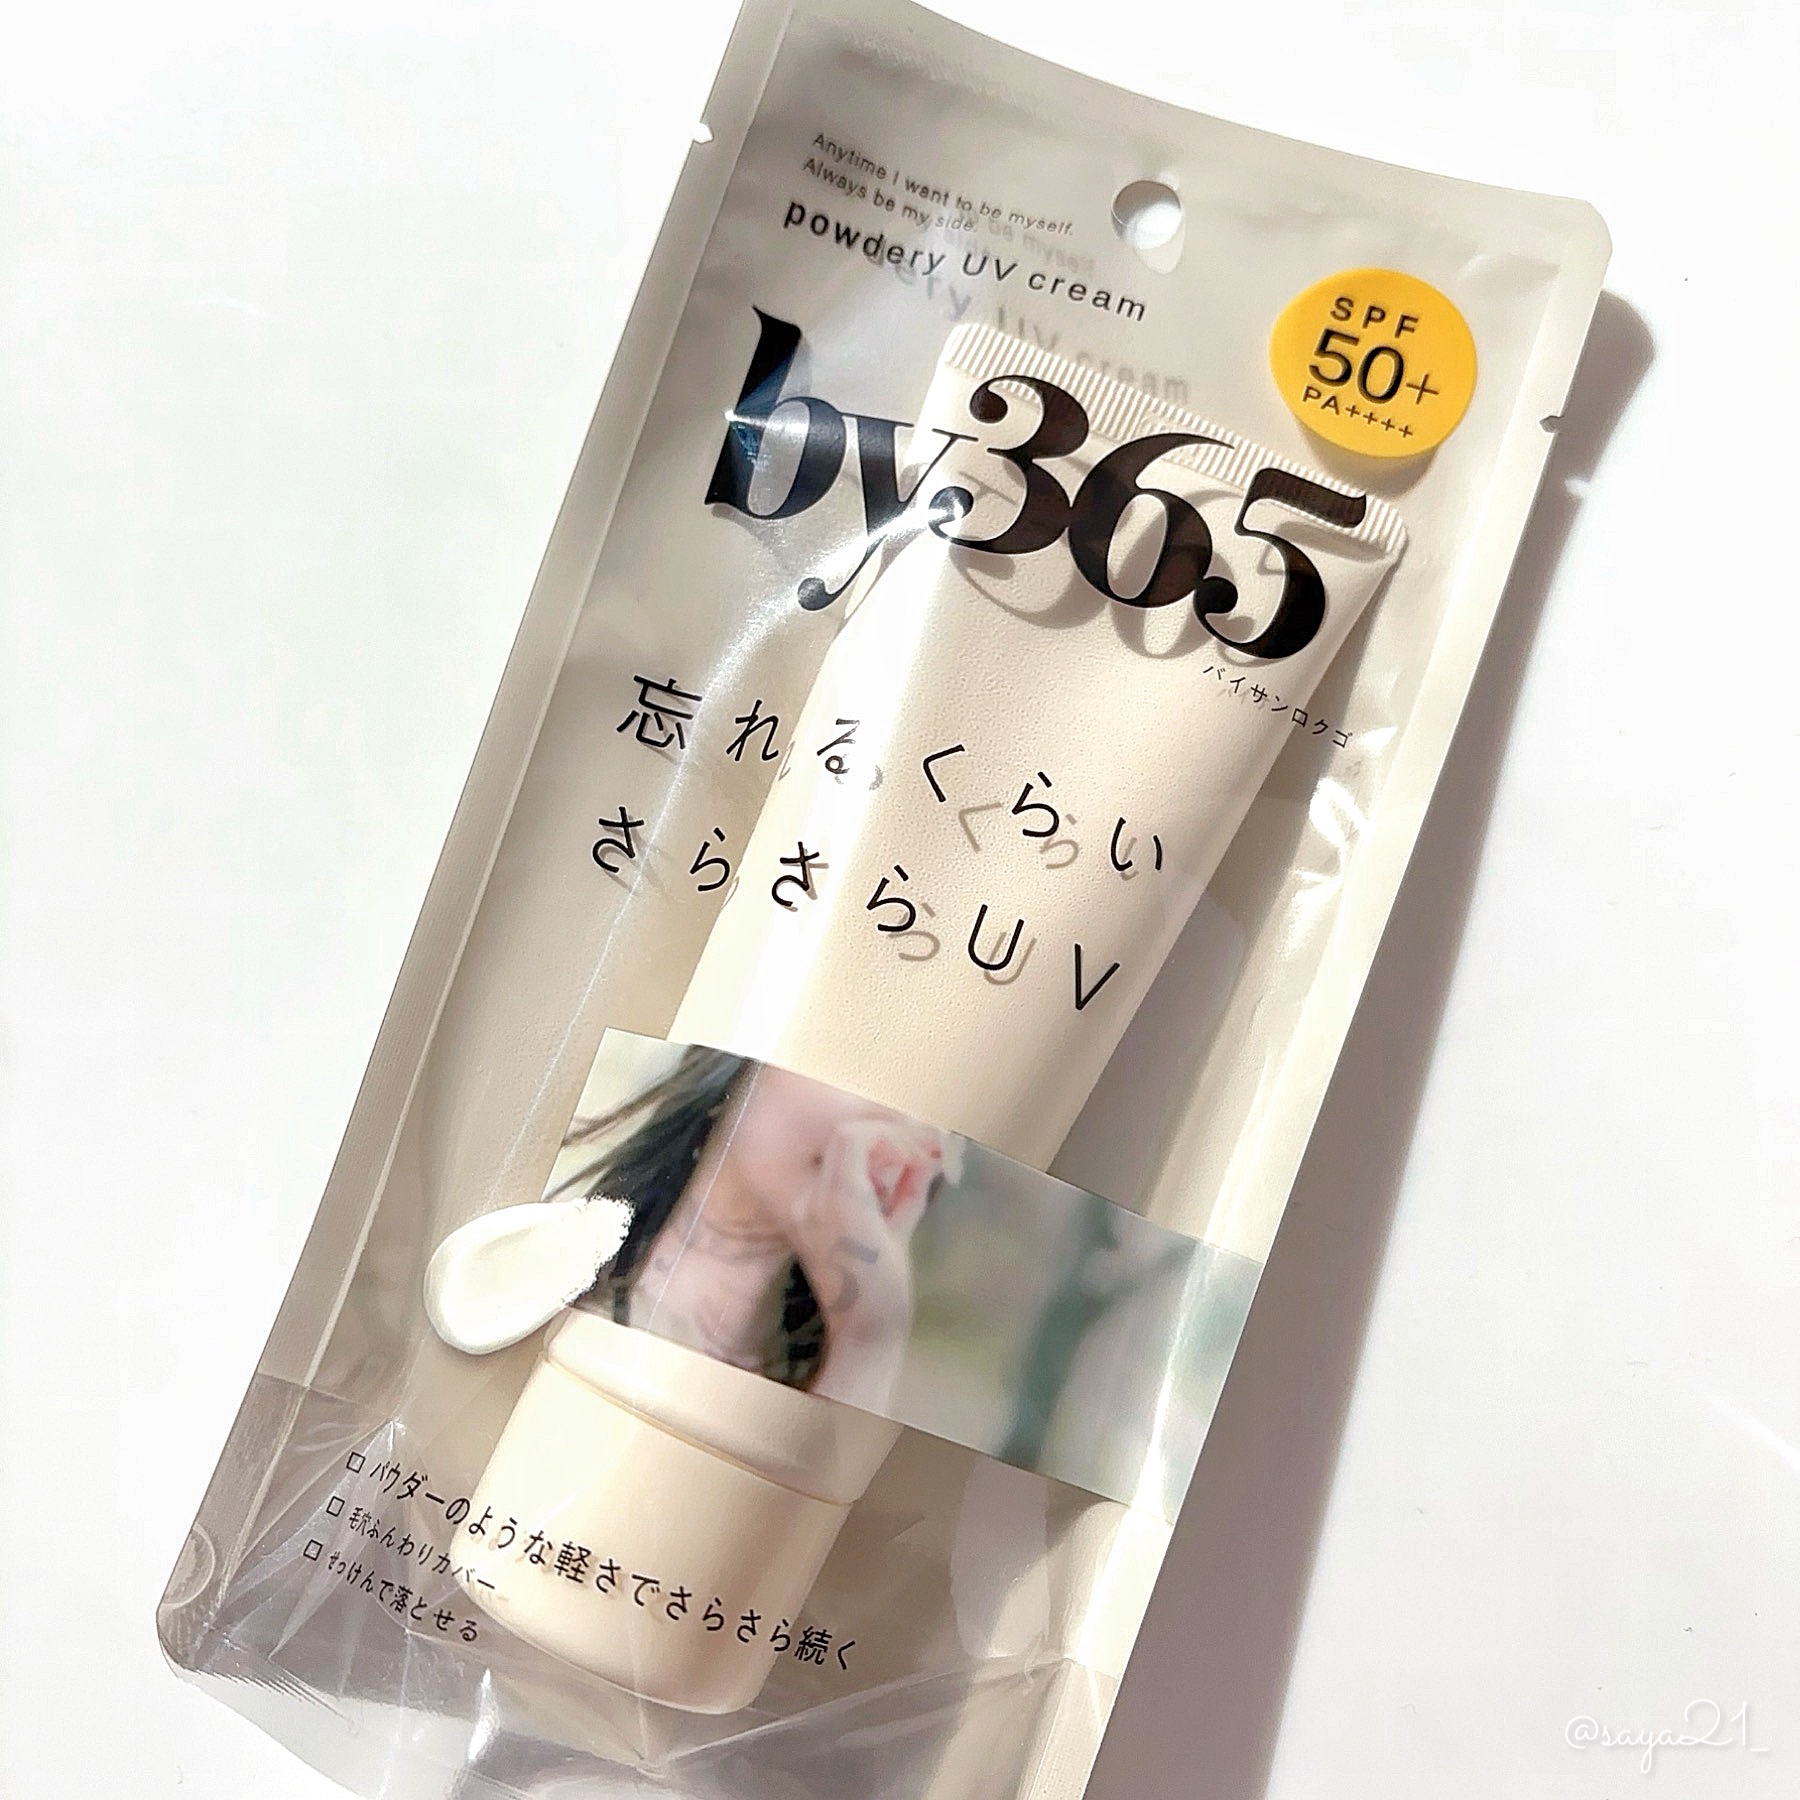 Anytime I want to be myself.
Always be my side.
powdery UV cream
SPF
50+
PA++++
by365
バイサンロクゴ
忘れるくらい
さらさらUV
□ パウダーのような軽さでさらさら続く
□ 毛穴ふんわりカバー
□ せっけんで落とせる
@saya21_